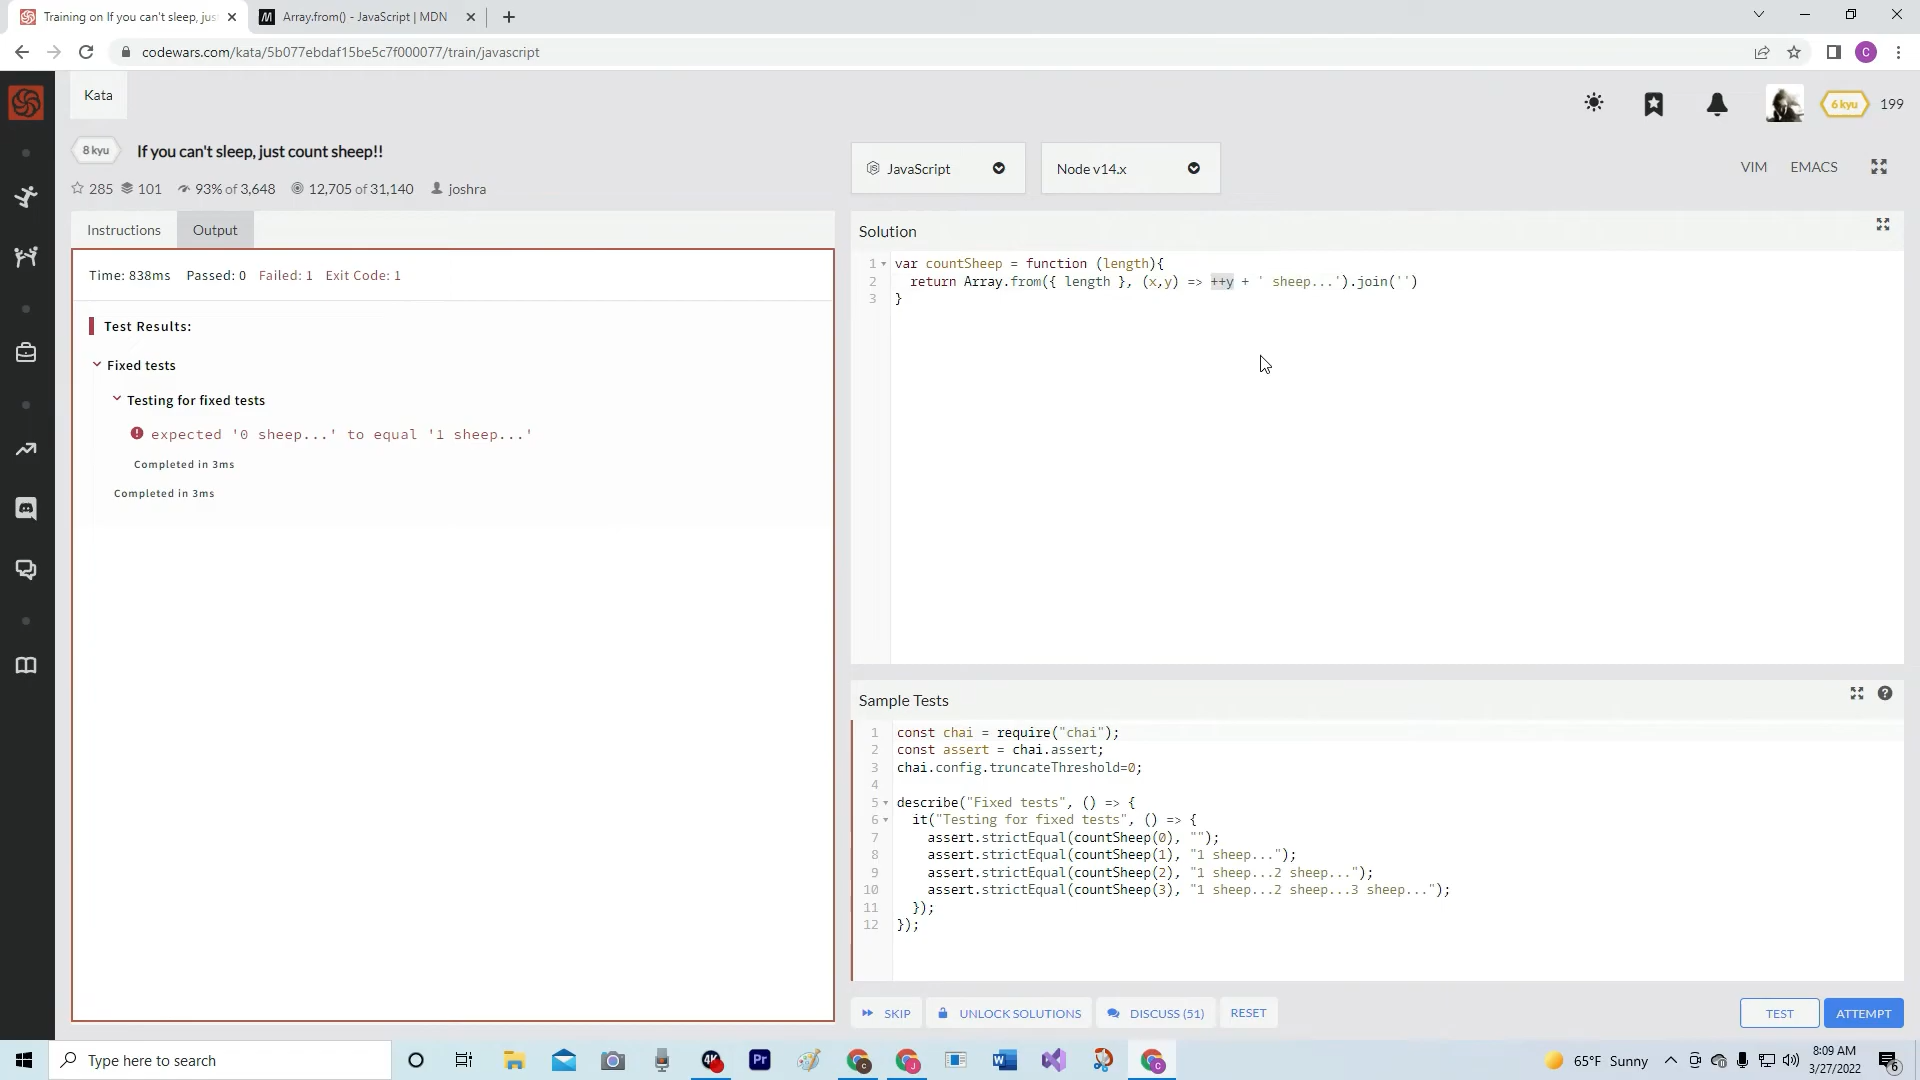 Training on If you can't sleep, jus
Array.from() - JavaScript | MDN
codewars.com/kata/5b077ebdaf15be5c7f000077/train/javascript
C
Kata
6 kyu
199
8 kyu
If you can't sleep, just count sheep!!
285
101
93% of 3,648
12,705 of 31,140
joshra
JavaScript
Node v14.x
VIM
EMACS
Instructions
Output
Time: 838ms Passed: 0 Failed: 1 Exit Code: 1
Test Results:
Fixed tests
Testing for fixed tests
expected '0 sheep...' to equal '1 sheep...'
Completed in 3ms
Completed in 3ms
Solution
1 var countSheep = function (length){
2 return Array.from({ length }, (x,y) => ++y + ' sheep...').join('')
3 }
Sample Tests
1 const chai = require("chai");
2 const assert = chai.assert;
3 chai.config.truncateThreshold=0;
4
5 describe("Fixed tests", () => {
6 it("Testing for fixed tests", () => {
7 assert.strictEqual(countSheep(0), "");
8 assert.strictEqual(countSheep(1), "1 sheep...");
9 assert.strictEqual(countSheep(2), "1 sheep...2 sheep...");
10 assert.strictEqual(countSheep(3), "1 sheep...2 sheep...3 sheep...");
11 });
12 });
SKIP
UNLOCK SOLUTIONS
DISCUSS (51)
RESET
TEST
ATTEMPT
Type here to search
4K
Pr
65°F Sunny
8:09 AM
3/27/2022
6